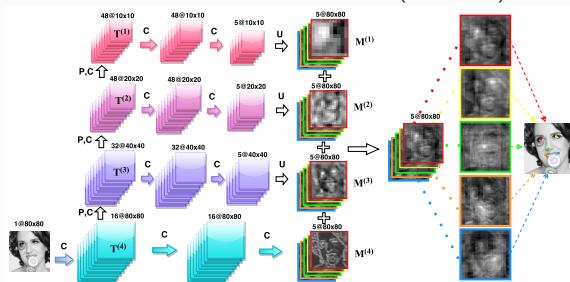 48@10x10 48@10x10 5@10x10 5@80x80
T(1) C C U M(1)
P,C
48@20x20 48@20x20 5@20x20 5@80x80
T(2) C C U M(2)
P,C
32@40x40 32@40x40 5@40x40 5@80x80
T(3) C C U M(3)
P,C
1@80x80 16@80x80 16@80x80 5@80x80
C T(4) C C M(4)
5@80x80